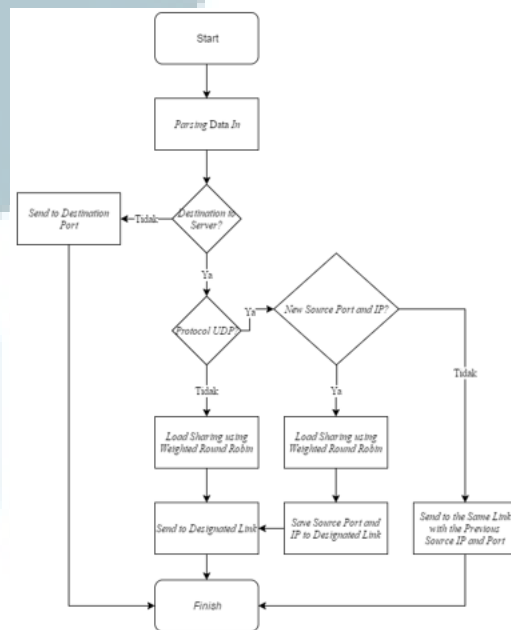 Start
Parsing Data In
Destination to
Server?
Tidak
Send to Destination
Port
Ya
Protocol UDP?
Ya
New Source Port and IP?
Tidak
Tidak
Ya
Load Sharing using
Weighted Round Robin
Load Sharing using
Weighted Round Robin
Send to Designated Link
Save Source Port and
IP to Designated Link
Send to the Same Link
with the Previous
Source IP and Port
Finish